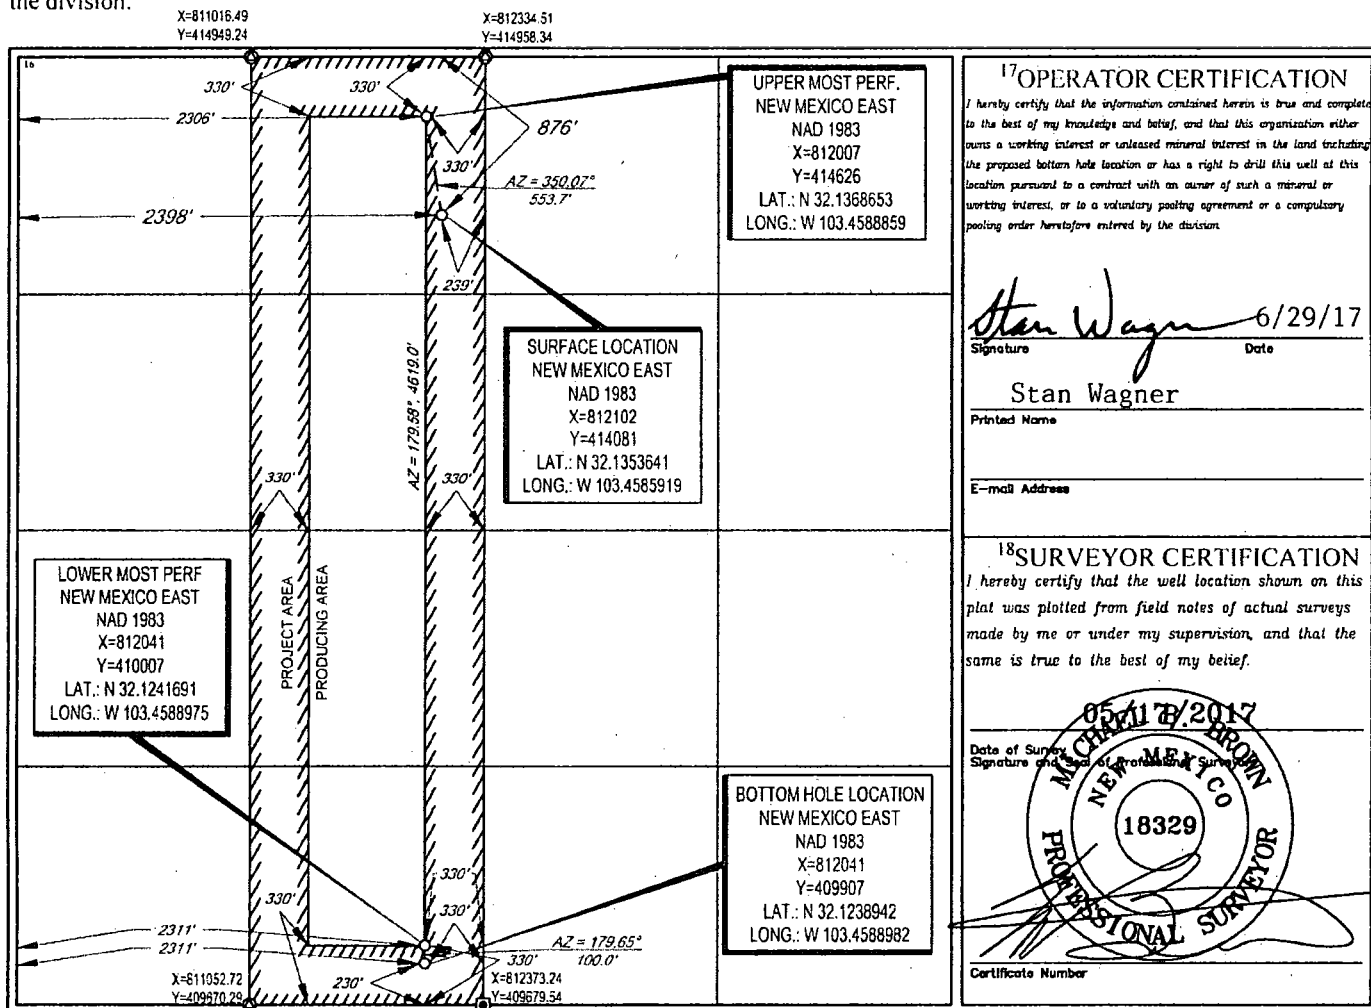 the division.
X=811016.49
Y=414949.24
X=812334.51
Y=414958.34
16
330'
330'
2306'
876'
330'
AZ = 350.07°
553.7'
2398'
239'
UPPER MOST PERF.
NEW MEXICO EAST
NAD 1983
X=812007
Y=414626
LAT.: N 32.1368653
LONG.: W 103.4588859
SURFACE LOCATION
NEW MEXICO EAST
NAD 1983
X=812102
Y=414081
LAT.: N 32.1353641
LONG.: W 103.4585919
AZ = 179.58°, 4619.0'
330'
330'
PROJECT AREA
PRODUCING AREA
LOWER MOST PERF
NEW MEXICO EAST
NAD 1983
X=812041
Y=410007
LAT.: N 32.1241691
LONG.: W 103.4588975
BOTTOM HOLE LOCATION
NEW MEXICO EAST
NAD 1983
X=812041
Y=409907
LAT.: N 32.1238942
LONG.: W 103.4588982
330'
330'
330'
2311'
2311'
AZ = 179.65°
100.0'
330'
230'
X=811052.72
Y=409670.29
X=812373.24
Y=409679.54
17OPERATOR CERTIFICATION
I hereby certify that the information contained herein is true and complete
to the best of my knowledge and belief, and that this organization either
owns a working interest or unleased mineral interest in the land including
the proposed bottom hole location or has a right to drill this well at this
location pursuant to a contract with an owner of such a mineral or
working interest, or to a voluntary pooling agreement or a compulsory
pooling order heretofore entered by the division
Stan Wagner 6/29/17
Signature Date
Stan Wagner
Printed Name
E-mail Address
18SURVEYOR CERTIFICATION
I hereby certify that the well location shown on this
plat was plotted from field notes of actual surveys
made by me or under my supervision, and that the
same is true to the best of my belief.
05/17/2017
Date of Survey
Signature and Seal of Professional Surveyor
MICHAEL B. BROWN
NEW MEXICO
18329
PROFESSIONAL SURVEYOR
Certificate Number